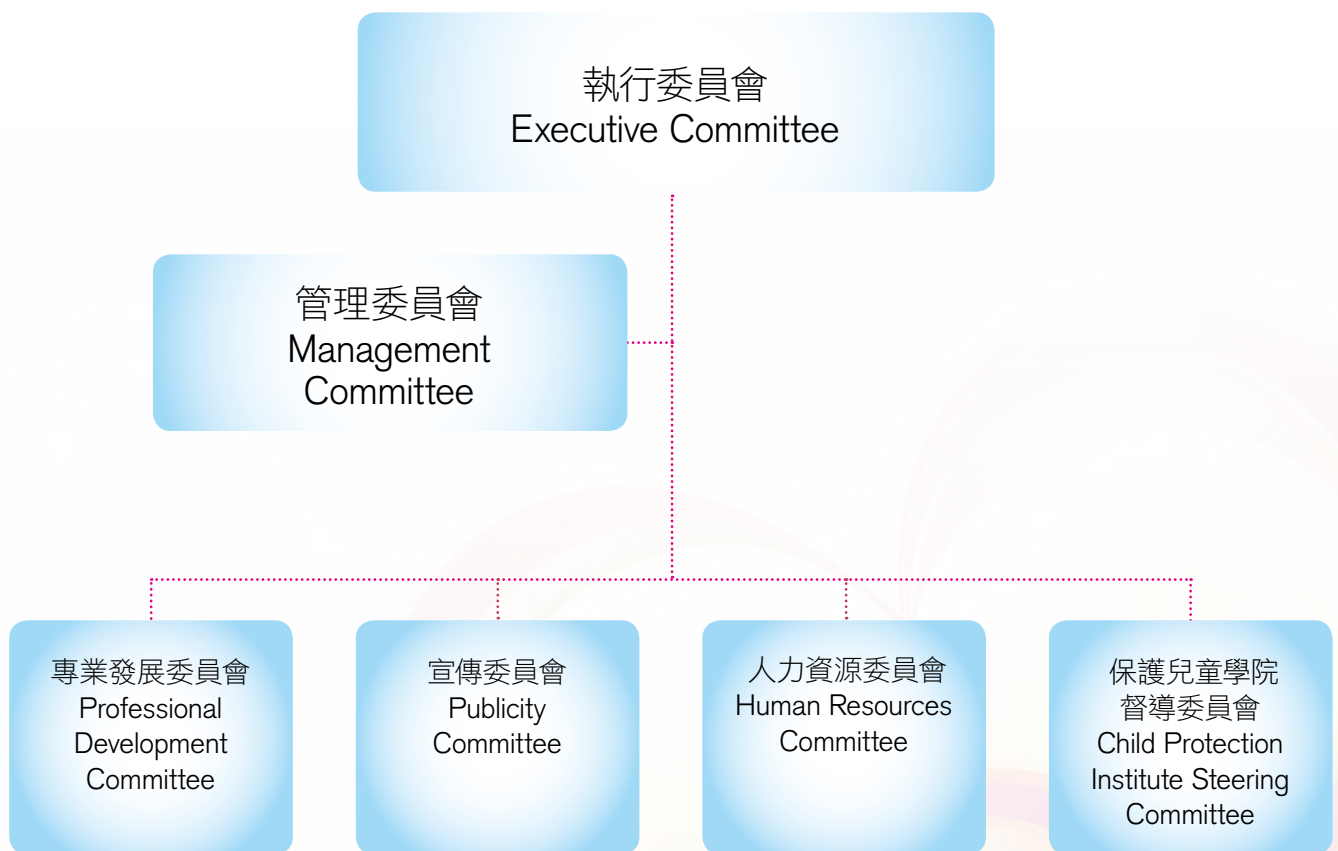 執行委員會
Executive Committee
管理委員會
Management
Committee
專業發展委員會
Professional
Development
Committee
宣傳委員會
Publicity
Committee
人力資源委員會
Human Resources
Committee
保護兒童學院
督導委員會
Child Protection
Institute Steering
Committee